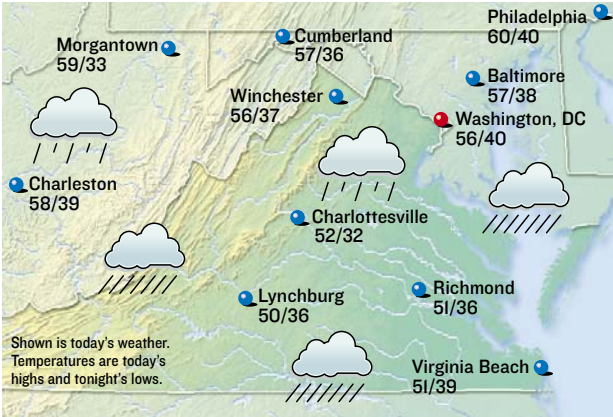 Philadelphia
60/40
Morgantown
59/33
Cumberland
57/36
Baltimore
57/38
Winchester
56/37
Washington, DC
56/40
Charleston
58/39
Charlottesville
52/32
Lynchburg
50/36
Richmond
51/36
Shown is today's weather.
Temperatures are today's
highs and tonight's lows.
Virginia Beach
51/39